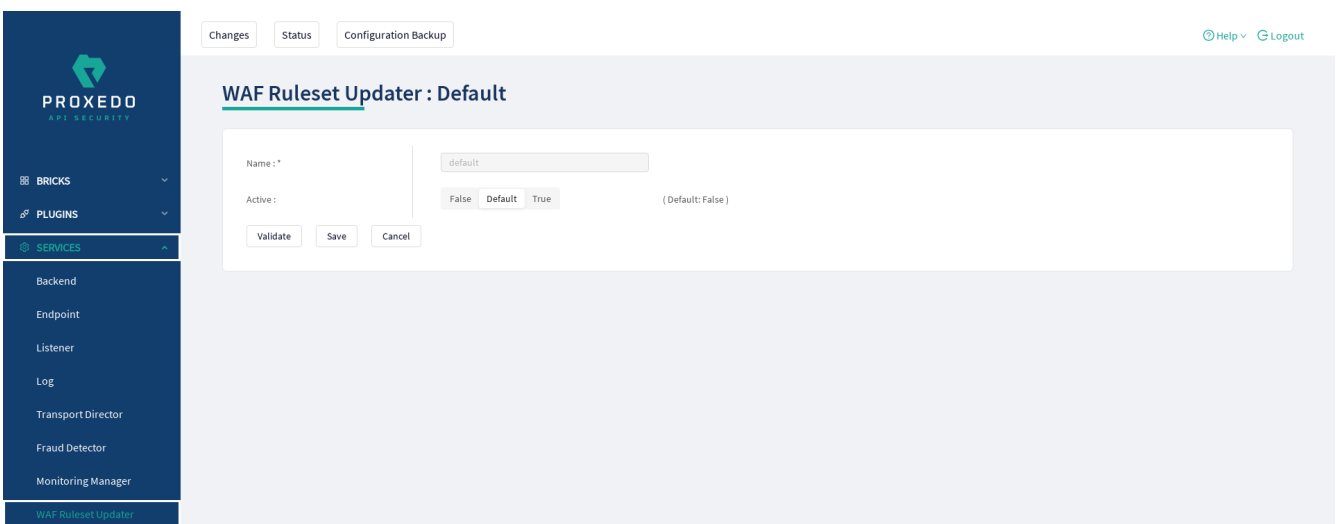 Changes Status Configuration Backup Help Logout
PROXEDO
API SECURITY
WAF Ruleset Updater : Default
Name : * default
Active : False Default True ( Default: False )
Validate Save Cancel
BRICKS
PLUGINS
SERVICES
Backend
Endpoint
Listener
Log
Transport Director
Fraud Detector
Monitoring Manager
WAF Ruleset Updater